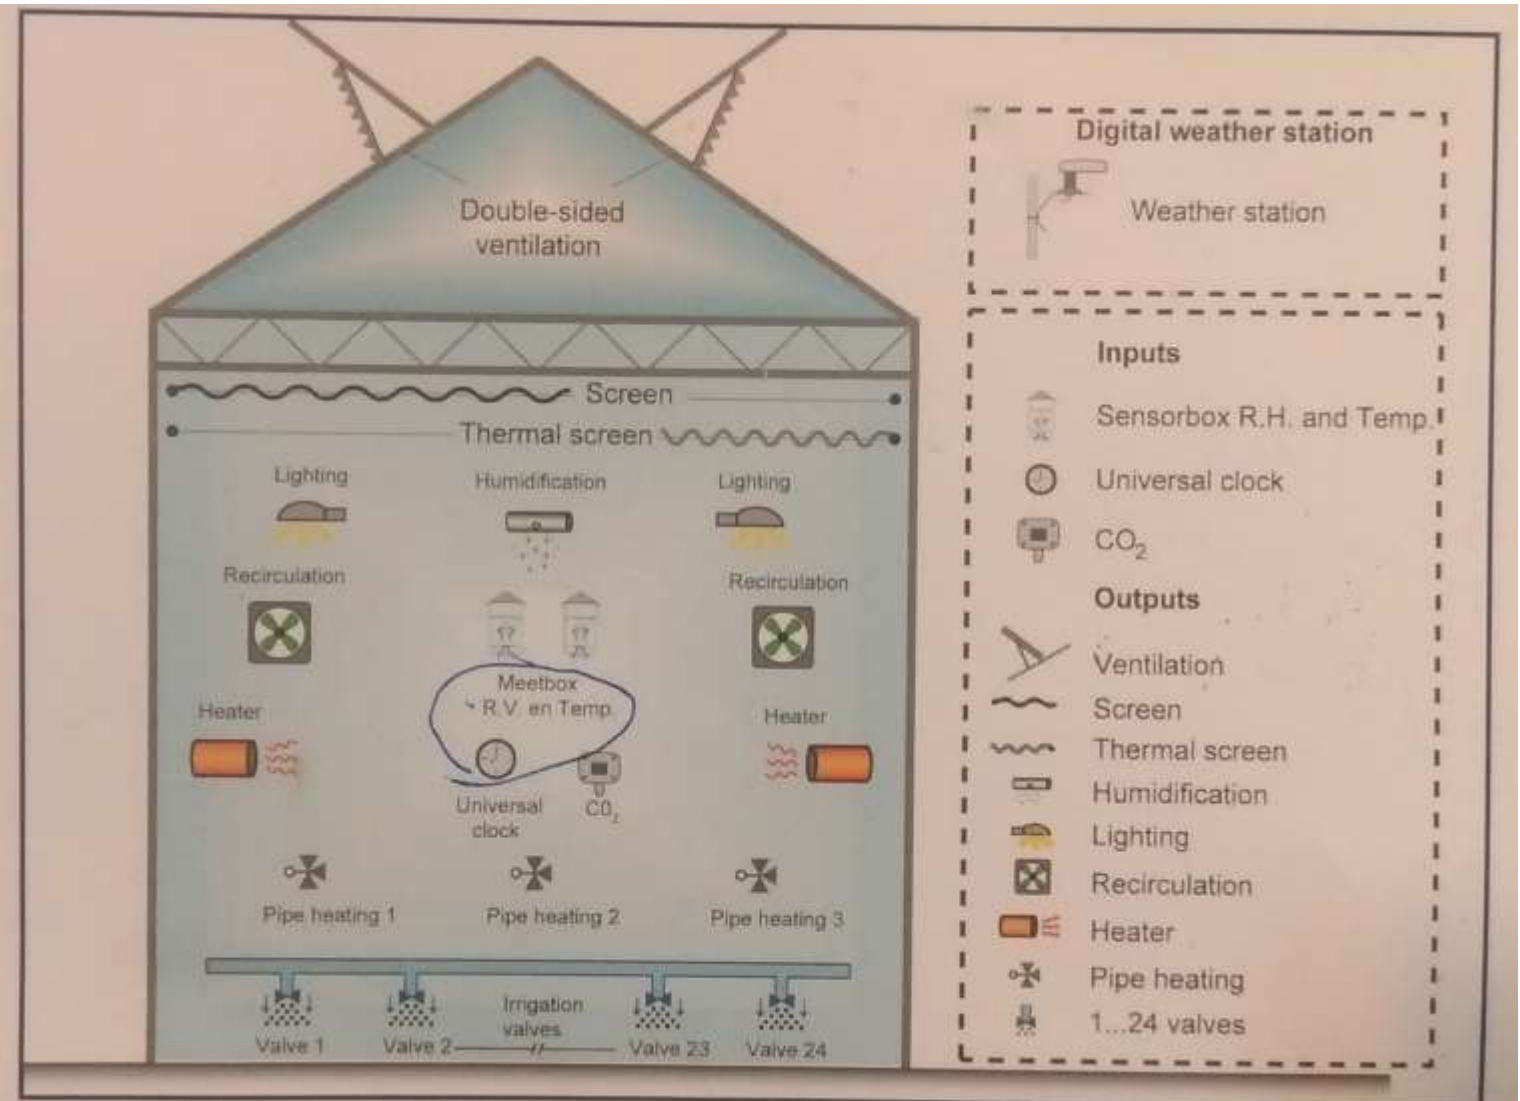 Double-sided
ventilation
Screen
Thermal screen
Lighting
Humidification
Lighting
Recirculation
Recirculation
Meetbox
R.V. en Temp.
Heater
Heater
Universal
clock
C0₂
Pipe heating 1
Pipe heating 2
Pipe heating 3
Irrigation
valves
Valve 1
Valve 2
Valve 23
Valve 24
Digital weather station
Weather station
Inputs
Sensorbox R.H. and Temp.
Universal clock
CO₂
Outputs
Ventilation
Screen
Thermal screen
Humidification
Lighting
Recirculation
Heater
Pipe heating
1...24 valves